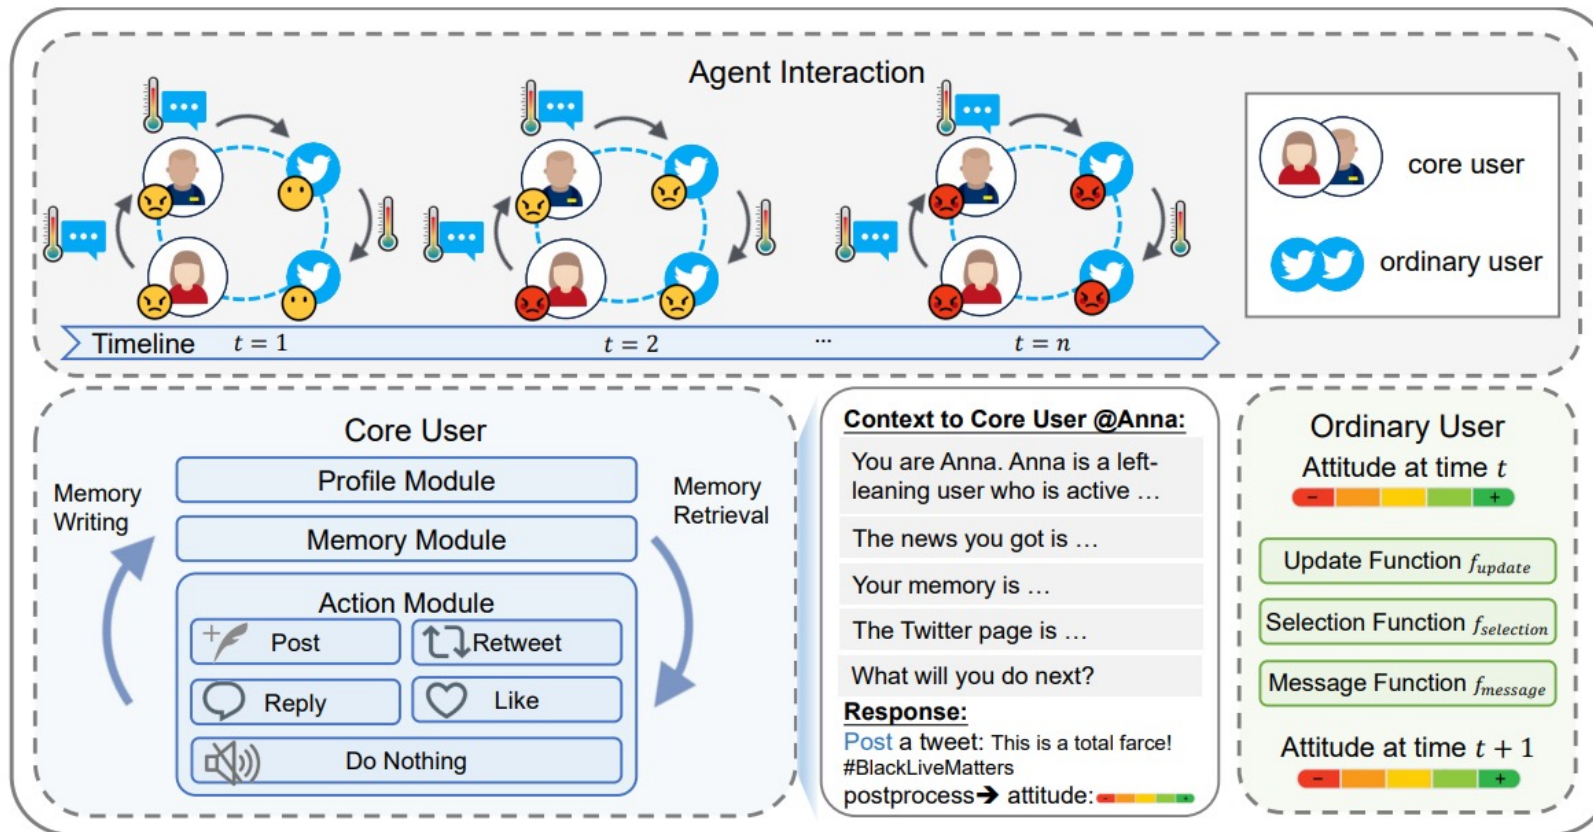 Agent Interaction
core user
ordinary user
Timeline
t = 1
t = 2
...
t = n
Core User
Memory
Writing
Memory
Retrieval
Profile Module
Memory Module
Action Module
Post
Retweet
Reply
Like
Do Nothing
Context to Core User @Anna:
You are Anna. Anna is a left-
leaning user who is active …
The news you got is …
Your memory is …
The Twitter page is …
What will you do next?
Response:
Post a tweet: This is a total farce!
#BlackLiveMatters
postprocess➔ attitude:
- +
Ordinary User
Attitude at time t
- +
Update Function f_update
Selection Function f_selection
Message Function f_message
Attitude at time t + 1
- +